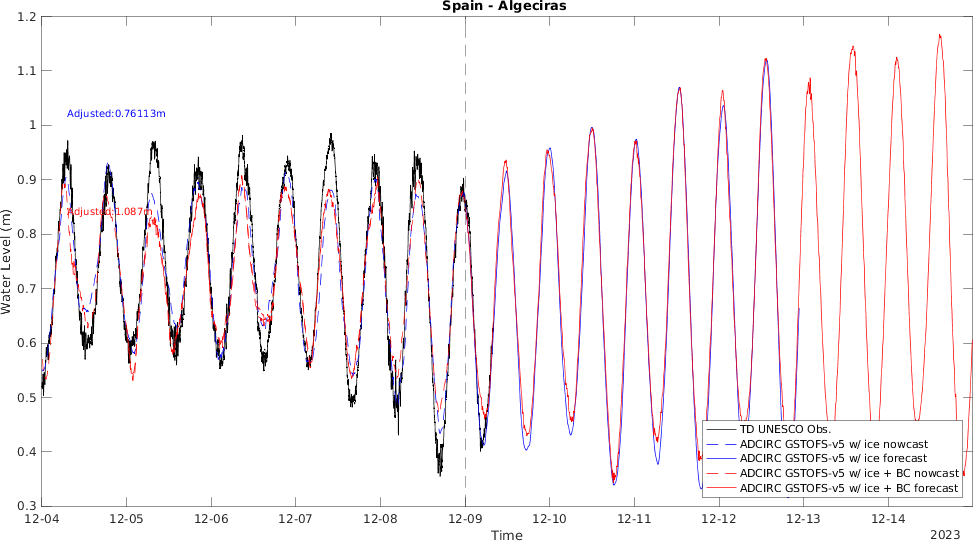 Spain - Algeciras
1.2
1.1
1
0.9
0.8
0.7
0.6
0.5
0.4
0.3
Water Level (m)
Adjusted:0.76113m
Adjusted:1.087m
TD UNESCO Obs.
ADCIRC GSTOFS-v5 w/ ice nowcast
ADCIRC GSTOFS-v5 w/ ice forecast
ADCIRC GSTOFS-v5 w/ ice + BC nowcast
ADCIRC GSTOFS-v5 w/ ice + BC forecast
12-04 12-05 12-06 12-07 12-08 12-09 12-10 12-11 12-12 12-13 12-14
Time
2023